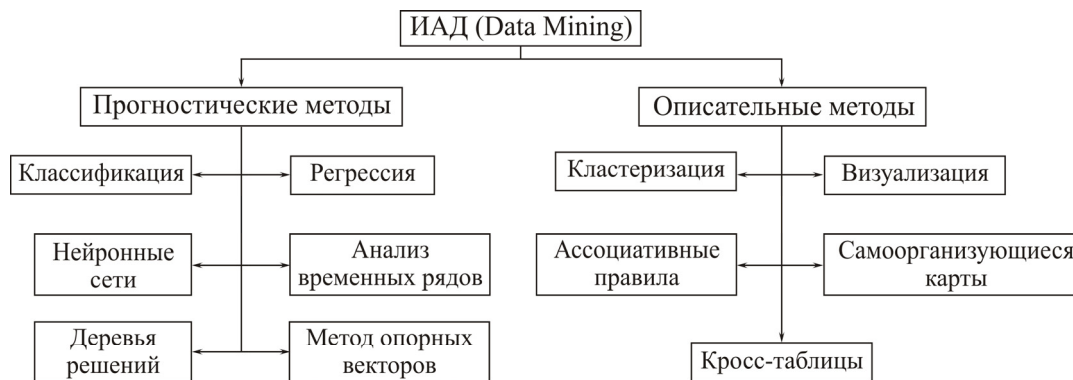 ИАД (Data Mining)
Прогностические методы
Описательные методы
Классификация
Регрессия
Кластеризация
Визуализация
Нейронные
сети
Анализ
временных рядов
Ассоциативные
правила
Самоорганизующиеся
карты
Деревья
решений
Метод опорных
векторов
Кросс-таблицы